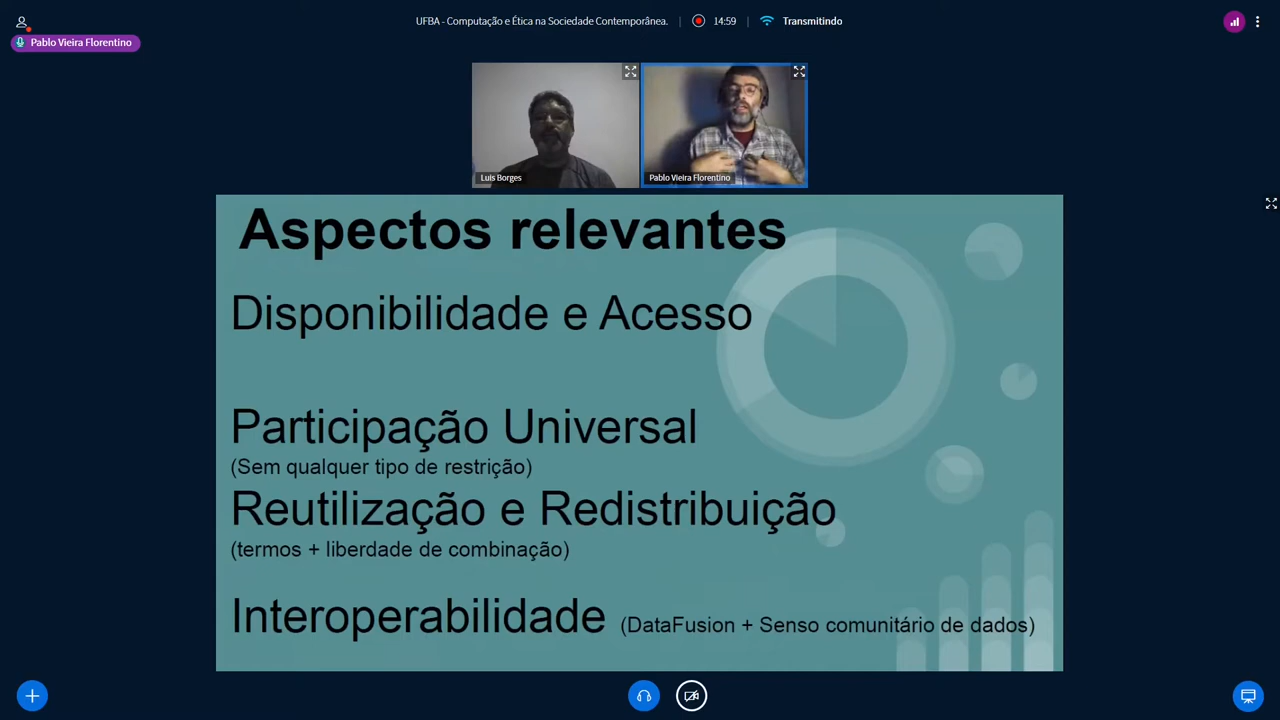 UFBA - Computação e Ética na Sociedade Contemporânea.
14:59
Transmitindo
Pablo Vieira Florentino
Luis Borges
Pablo Vieira Florentino
Aspectos relevantes
Disponibilidade e Acesso
Participação Universal
(Sem qualquer tipo de restrição)
Reutilização e Redistribuição
(termos + liberdade de combinação)
Interoperabilidade (DataFusion + Senso comunitário de dados)